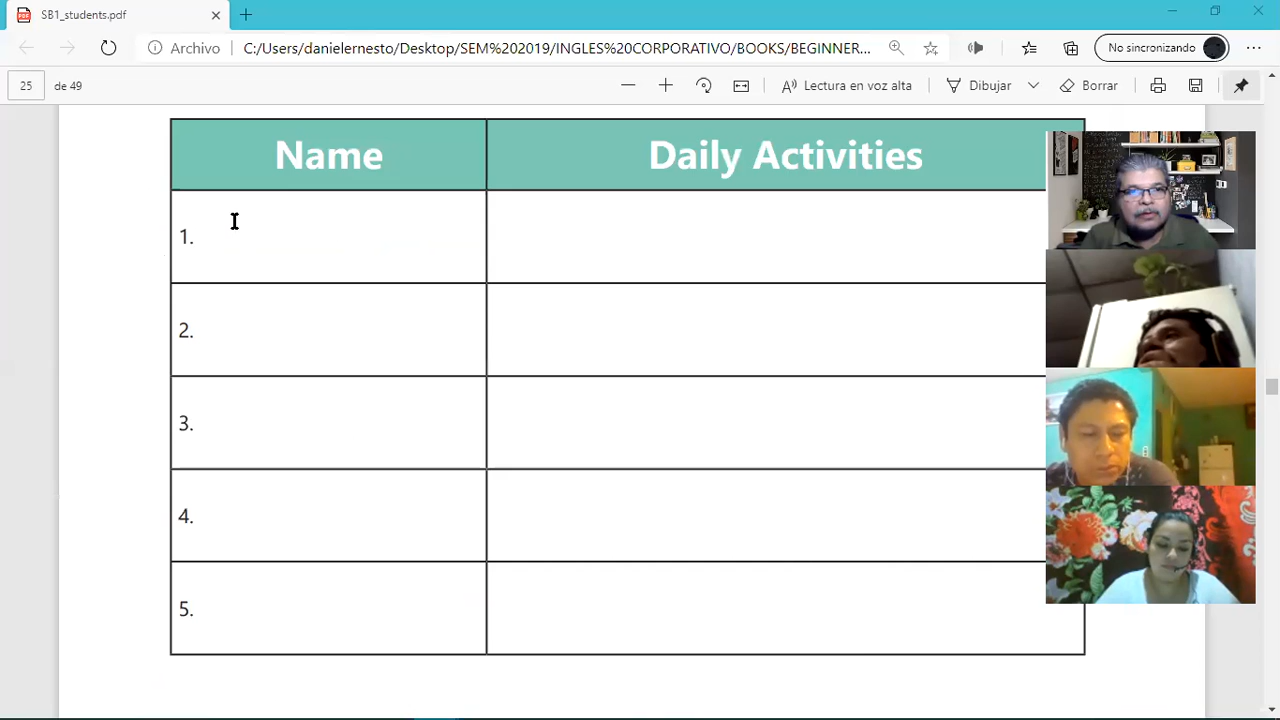 SB1_students.pdf
Archivo
C:/Users/danielernesto/Desktop/SEM%202019/INGLES%20CORPORATIVO/BOOKS/BEGINNER...
No sincronizando
25
de 49
Lectura en voz alta
Dibujar
Borrar
Name
Daily Activities
1.
2.
3.
4.
5.